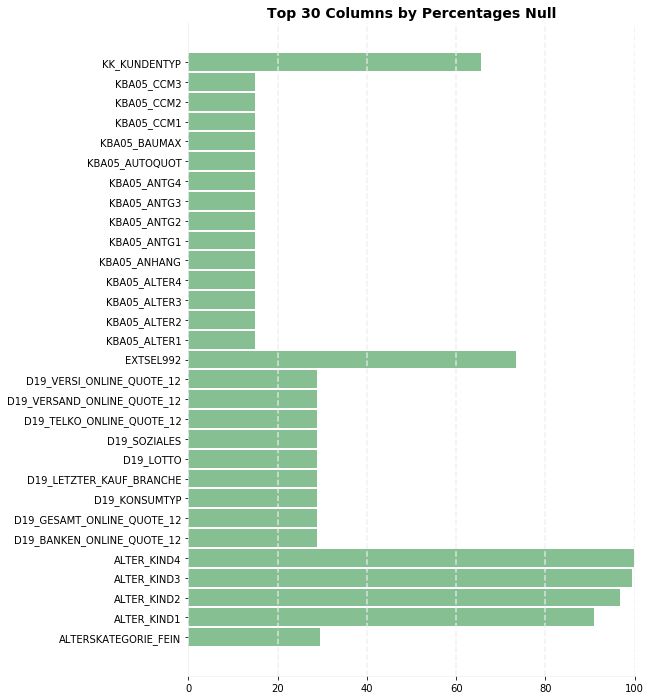 Top 30 Columns by Percentages Null
KK_KUNDENTYP
KBA05_CCM3
KBA05_CCM2
KBA05_CCM1
KBA05_BAUMAX
KBA05_AUTOQUOT
KBA05_ANTG4
KBA05_ANTG3
KBA05_ANTG2
KBA05_ANTG1
KBA05_ANHANG
KBA05_ALTER4
KBA05_ALTER3
KBA05_ALTER2
KBA05_ALTER1
EXTSEL992
D19_VERSI_ONLINE_QUOTE_12
D19_VERSAND_ONLINE_QUOTE_12
D19_TELKO_ONLINE_QUOTE_12
D19_SOZIALES
D19_LOTTO
D19_LETZTER_KAUF_BRANCHE
D19_KONSUMTYP
D19_GESAMT_ONLINE_QUOTE_12
D19_BANKEN_ONLINE_QUOTE_12
ALTER_KIND4
ALTER_KIND3
ALTER_KIND2
ALTER_KIND1
ALTERSKATEGORIE_FEIN
0 20 40 60 80 100